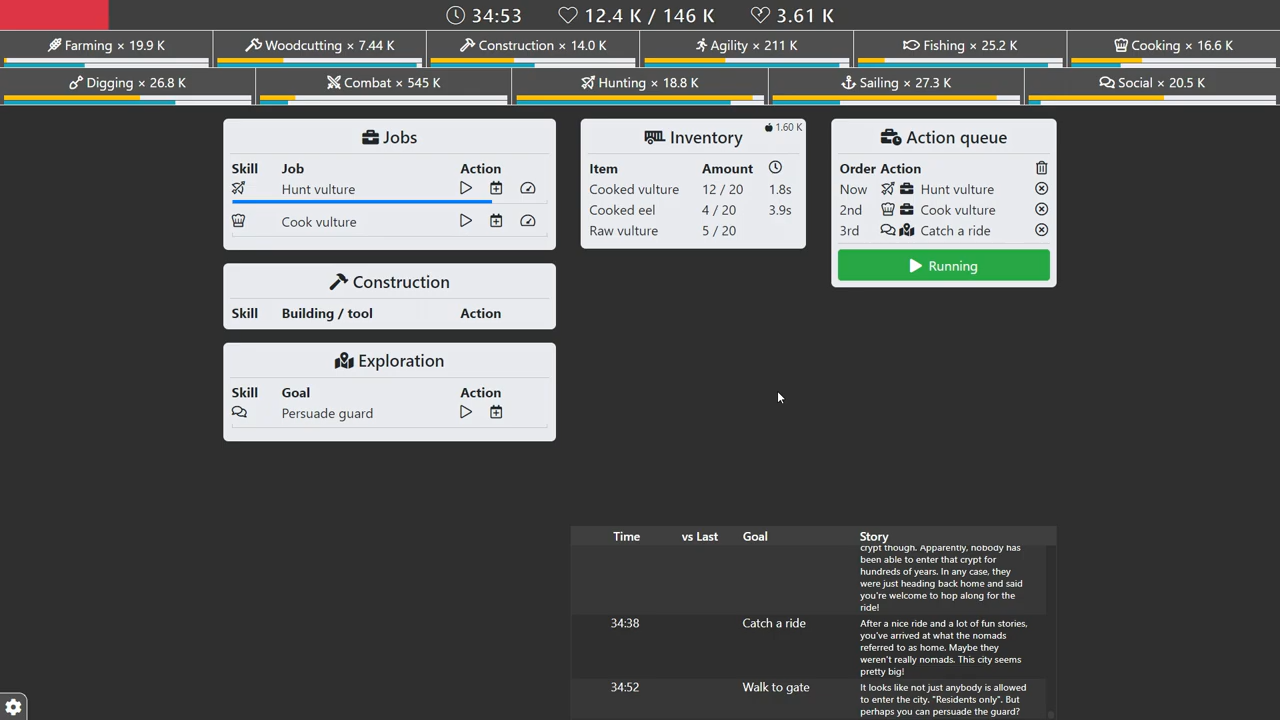 34:53 12.4 K / 146 K 3.61 K
Farming × 19.9 K Woodcutting × 7.44 K Construction × 14.0 K Agility × 211 K Fishing × 25.2 K Cooking × 16.6 K
Digging × 26.8 K Combat × 545 K Hunting × 18.8 K Sailing × 27.3 K Social × 20.5 K
Jobs
Skill Job Action
Hunt vulture
Cook vulture
Construction
Skill Building / tool Action
Exploration
Skill Goal Action
Persuade guard
Inventory 1.60 K
Item Amount
Cooked vulture 12 / 20 1.8s
Cooked eel 4 / 20 3.9s
Raw vulture 5 / 20
Action queue
Order Action
Now Hunt vulture
2nd Cook vulture
3rd Catch a ride
Running
Time vs Last Goal Story
crypt though. Apparently, nobody has
been able to enter that crypt for
hundreds of years. In any case, they
were just heading back home and said
you're welcome to hop along for the
ride!
34:38 Catch a ride After a nice ride and a lot of fun stories,
you've arrived at what the nomads
referred to as home. Maybe they
weren't really nomads. This city seems
pretty big!
34:52 Walk to gate It looks like not just anybody is allowed
to enter the city. "Residents only". But
perhaps you can persuade the guard?